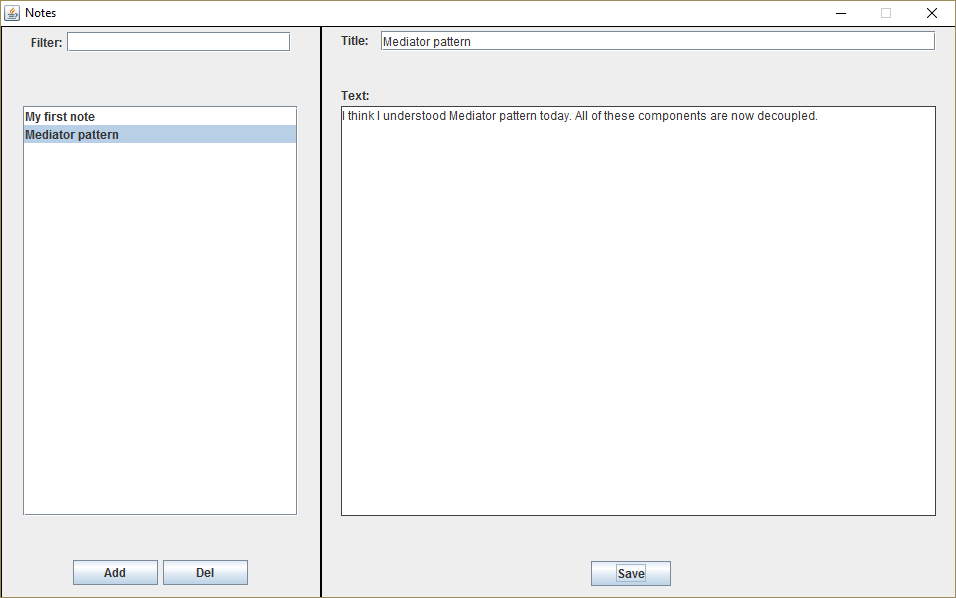 Notes
Filter:
My first note
Mediator pattern
Add Del
Title: Mediator pattern
Text:
I think I understood Mediator pattern today. All of these components are now decoupled.
Save